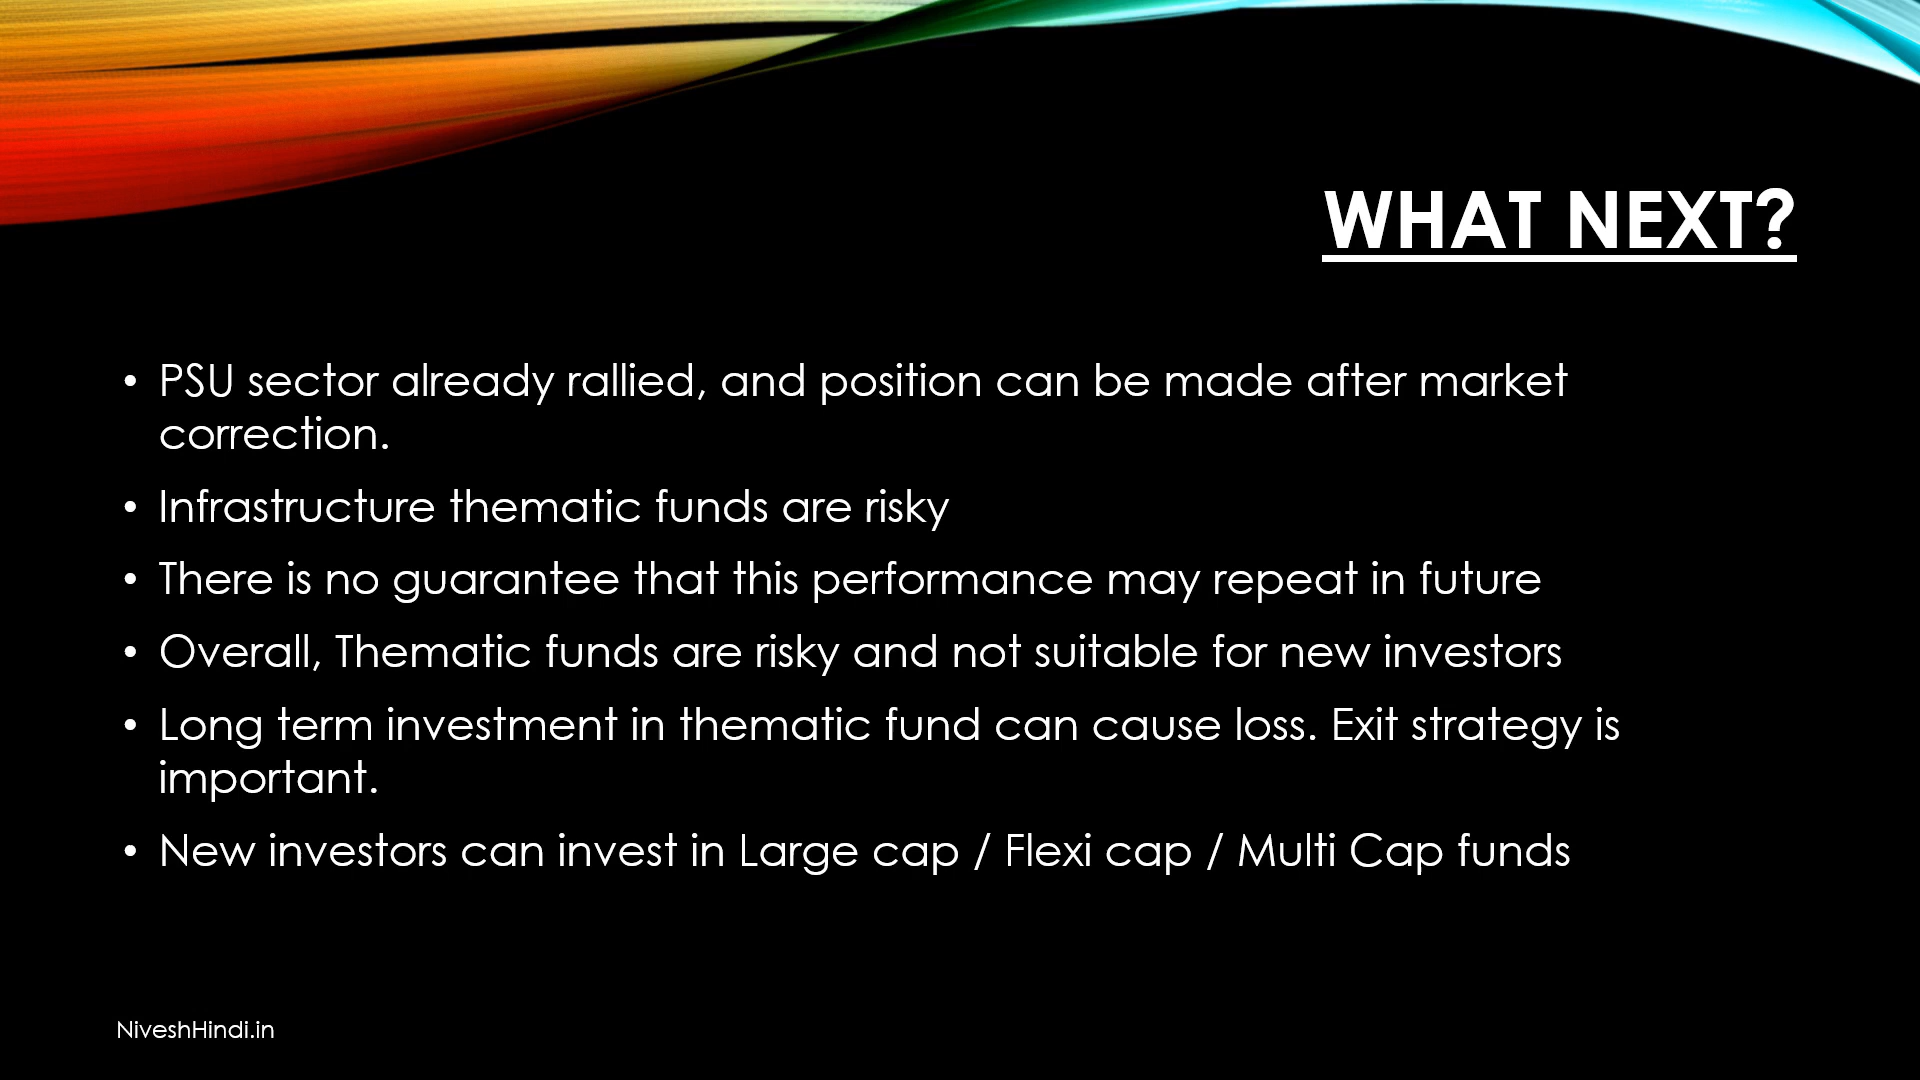 WHAT NEXT?
• PSU sector already rallied, and position can be made after market
correction.
• Infrastructure thematic funds are risky
• There is no guarantee that this performance may repeat in future
• Overall, Thematic funds are risky and not suitable for new investors
• Long term investment in thematic fund can cause loss. Exit strategy is
important.
• New investors can invest in Large cap / Flexi cap / Multi Cap funds
NiveshHindi.in